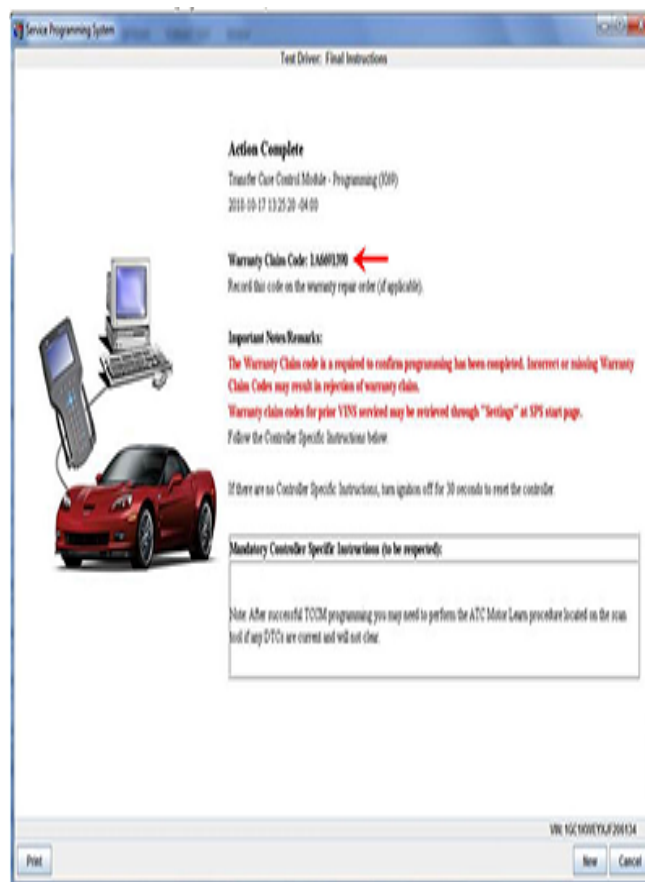 Service Programming System
Test Driver: Final Instructions
Action Complete
Transfer Case Control Module - Programming
2018-10-17 13:25:20 -04:00
Warranty Claim Code:
Record this code on the warranty repair order (if applicable).
Important Notes/Remarks:
The Warranty Claim code is a required to confirm programming has been completed. Incorrect or missing Warranty
Claim Codes may result in rejection of warranty claim.
Warranty claim codes for prior VINS serviced may be retrieved through "Settings" at SPS start page.
Follow the Controller Specific Instructions below.
If there are no Controller Specific Instructions, turn ignition off for 30 seconds to reset the controller.
Mandatory Controller Specific Instructions (to be respected):
Note: After successful TCCM programming you may need to perform the ATC Motor Learn procedure located on the scan
tool if any DTCs are current and will not clear.
VIN:
Print
New
Cancel